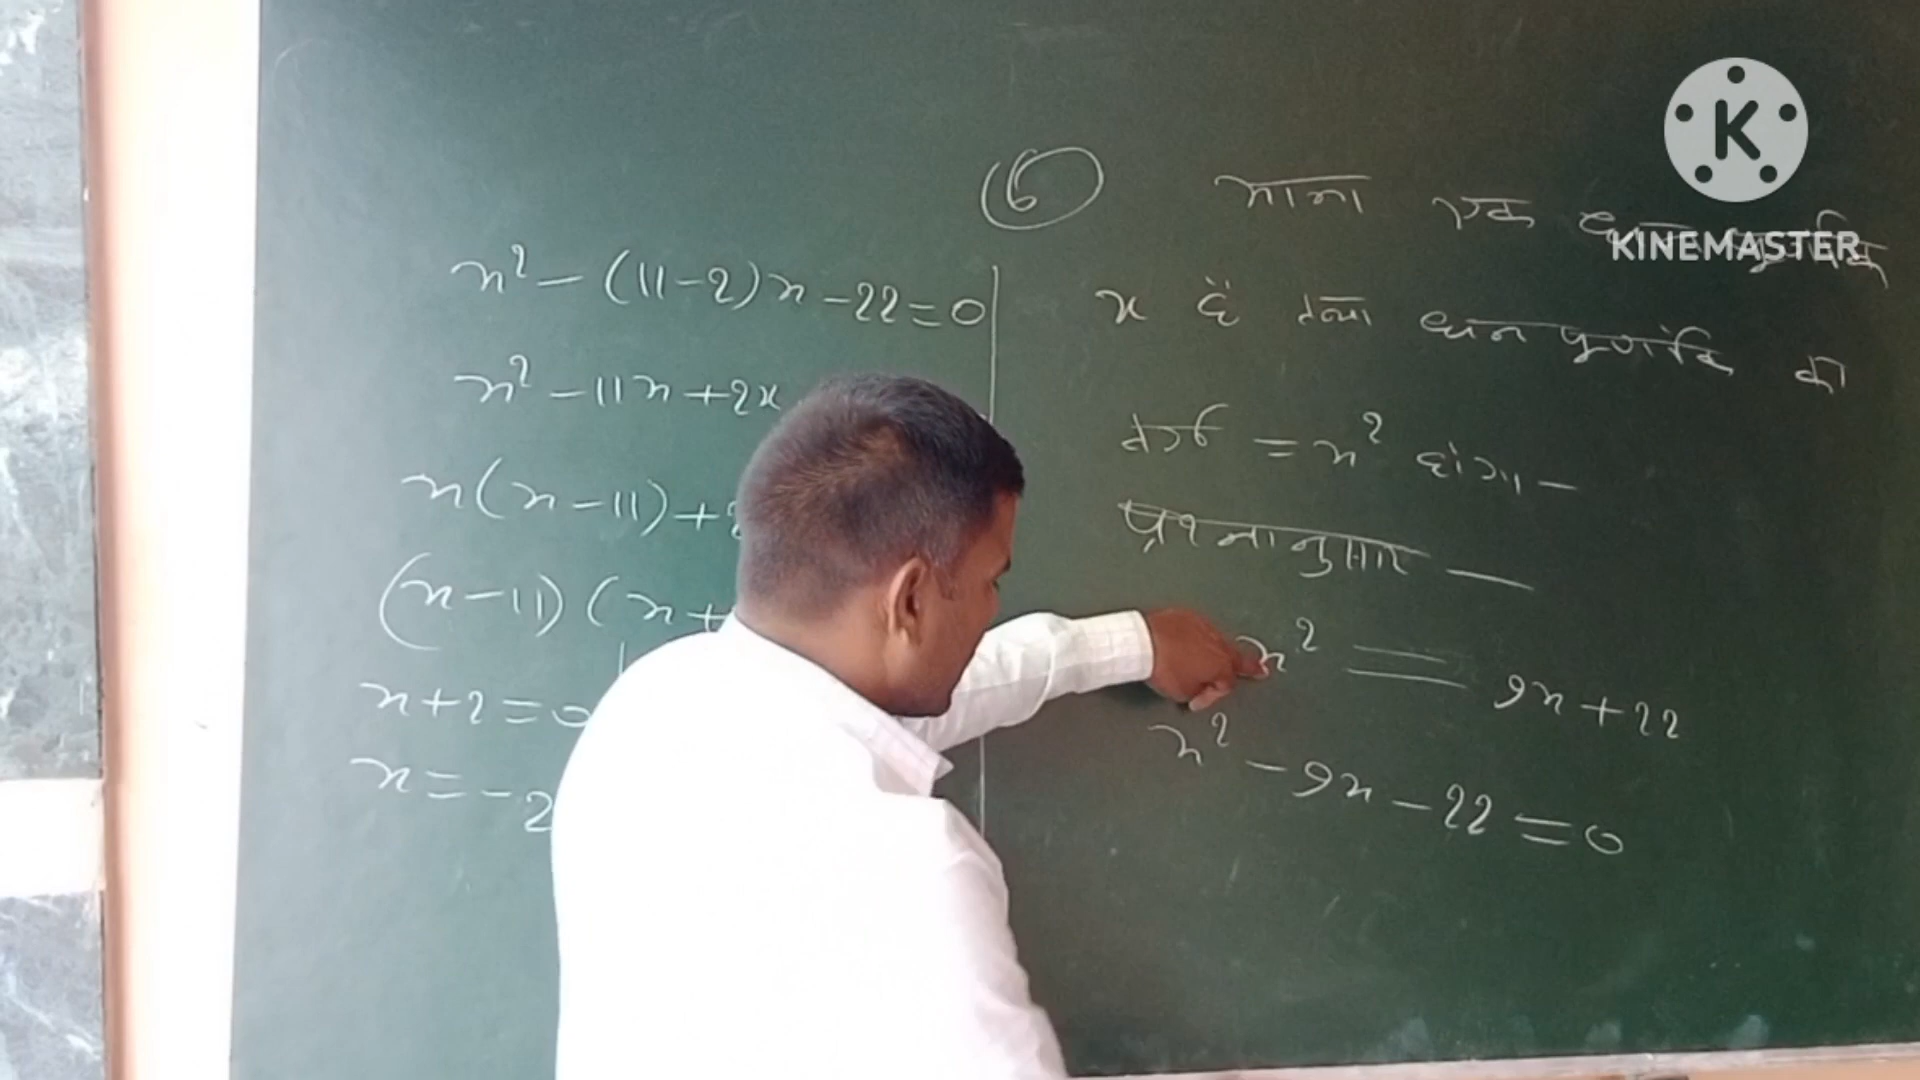 x² - (11-2)x - 22 = 0
x² - 11x + 2x
x(x - 11) + 2
(x - 11) (x +
x + 2 = 0
x = -2
6 माना एक धन पूर्णांक
x है तथा धन पूर्णांक का
वर्ग = x² होगा -
प्रश्नानुसार —
x² = 9x + 22
x² - 9x - 22 = 0
K
KINEMASTER